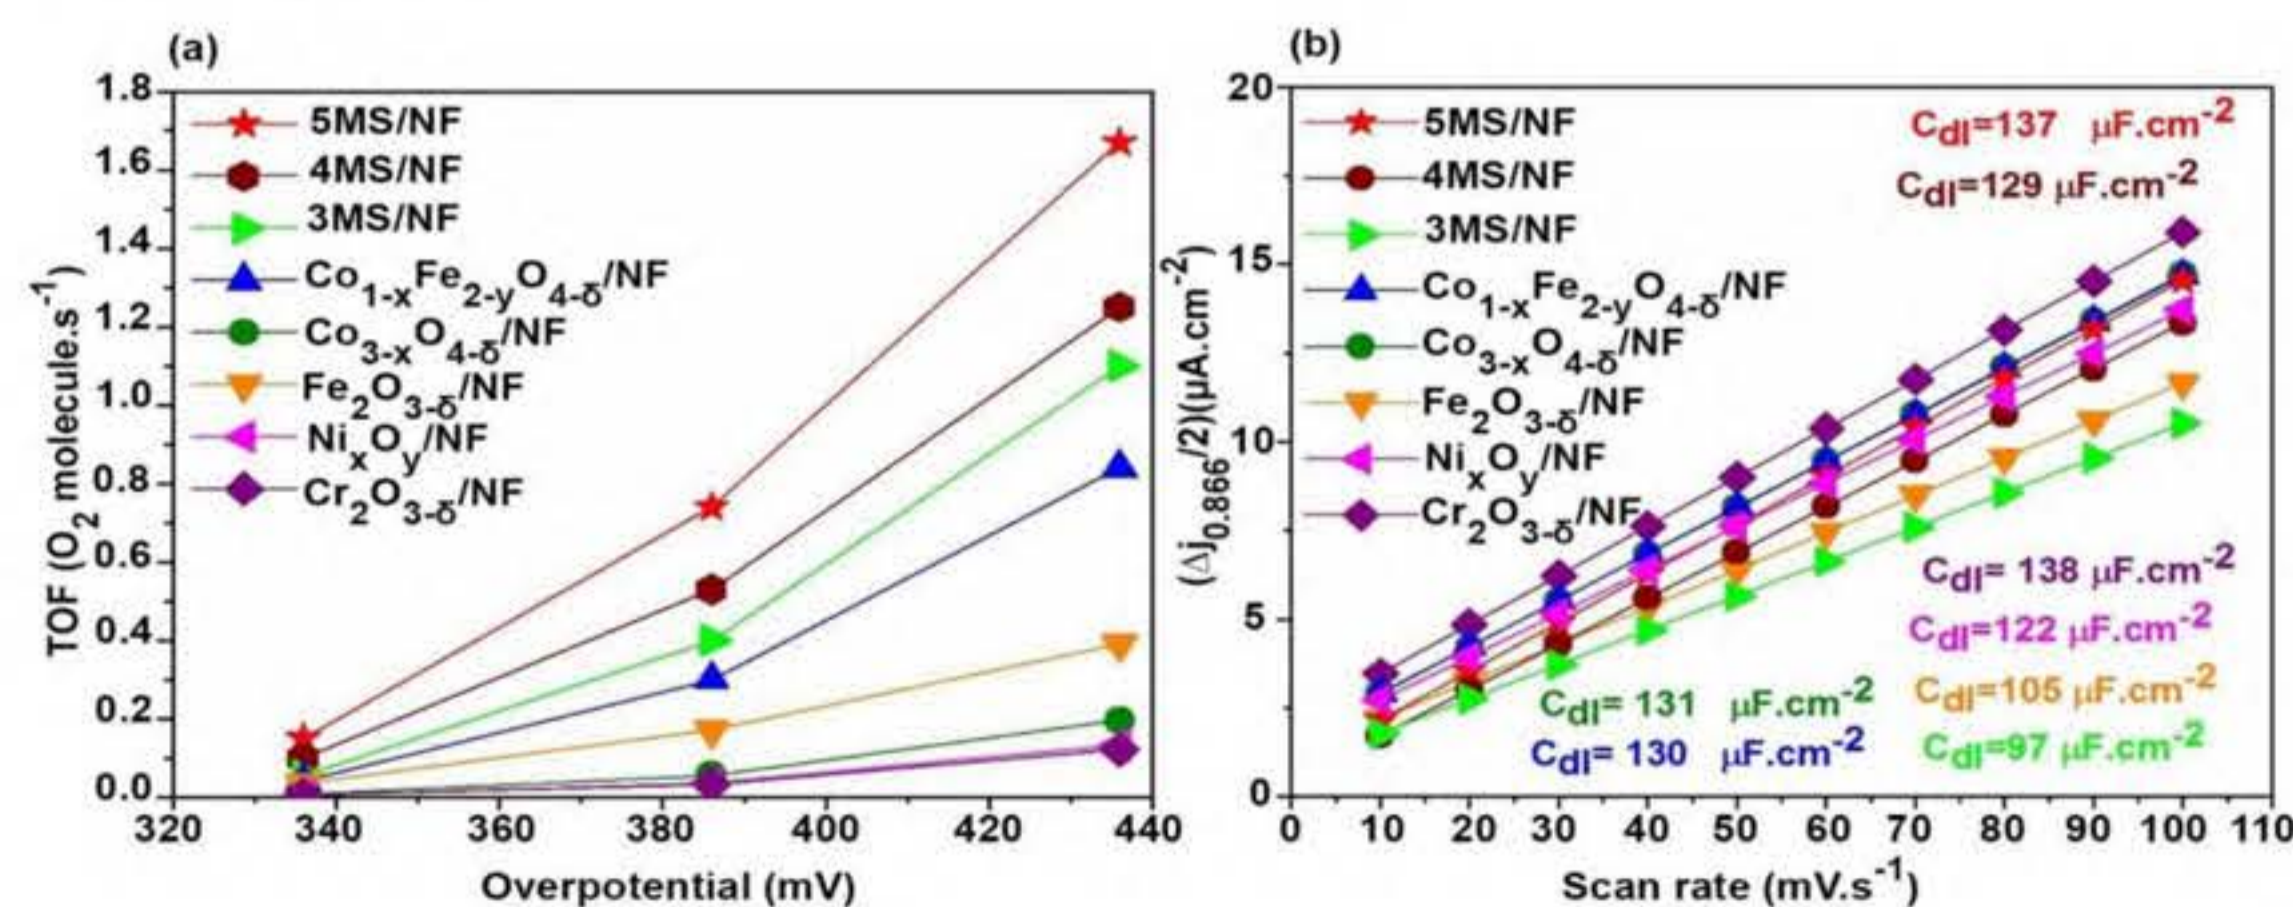 (a)
TOF (O2 molecule.s-1)
1.8
1.6
1.4
1.2
1.0
0.8
0.6
0.4
0.2
0.0
5MS/NF
4MS/NF
3MS/NF
Co1-xFe2-yO4-δ/NF
Co3-xO4-δ/NF
Fe2O3-δ/NF
NixOy/NF
Cr2O3-δ/NF
320 340 360 380 400 420 440
Overpotential (mV)
(b)
(Δj0.866/2)(μA.cm-2)
20
15
10
5
0
5MS/NF
4MS/NF
3MS/NF
Co1-xFe2-yO4-δ/NF
Co3-xO4-δ/NF
Fe2O3-δ/NF
NixOy/NF
Cr2O3-δ/NF
Cdl=137 μF.cm-2
Cdl=129 μF.cm-2
Cdl= 138 μF.cm-2
Cdl=122 μF.cm-2
Cdl= 131 μF.cm-2
Cdl=105 μF.cm-2
Cdl= 130 μF.cm-2
Cdl=97 μF.cm-2
0 10 20 30 40 50 60 70 80 90 100 110
Scan rate (mV.s-1)